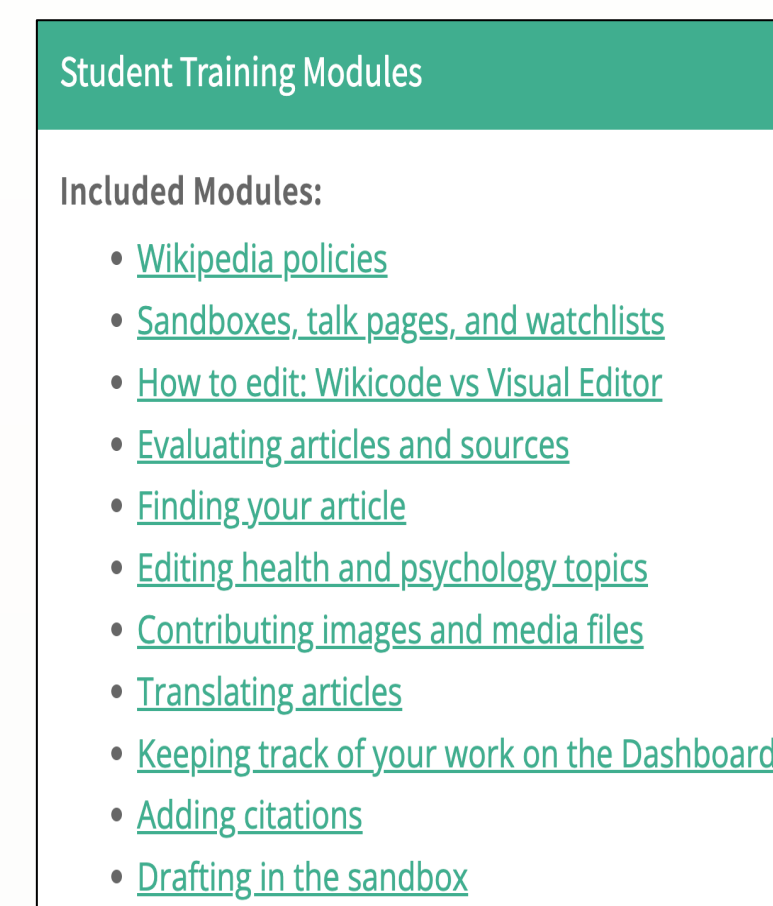 Student Training Modules
Included Modules:
• Wikipedia policies
• Sandboxes, talk pages, and watchlists
• How to edit: Wikicode vs Visual Editor
• Evaluating articles and sources
• Finding your article
• Editing health and psychology topics
• Contributing images and media files
• Translating articles
• Keeping track of your work on the Dashboard
• Adding citations
• Drafting in the sandbox